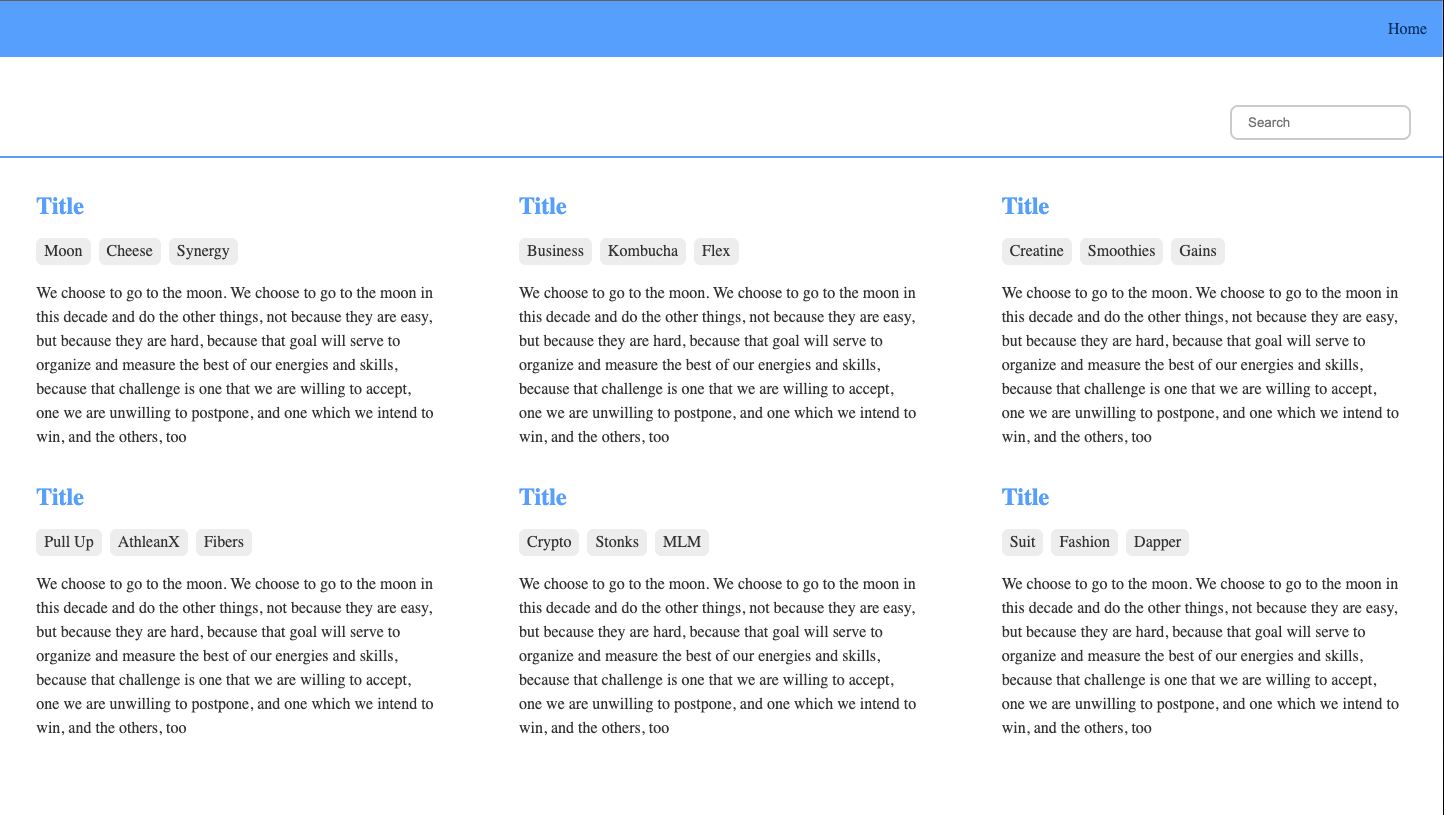 Home
Search
Title
Moon Cheese Synergy
We choose to go to the moon. We choose to go to the moon in
this decade and do the other things, not because they are easy,
but because they are hard, because that goal will serve to
organize and measure the best of our energies and skills,
because that challenge is one that we are willing to accept,
one we are unwilling to postpone, and one which we intend to
win, and the others, too
Title
Business Kombucha Flex
We choose to go to the moon. We choose to go to the moon in
this decade and do the other things, not because they are easy,
but because they are hard, because that goal will serve to
organize and measure the best of our energies and skills,
because that challenge is one that we are willing to accept,
one we are unwilling to postpone, and one which we intend to
win, and the others, too
Title
Creatine Smoothies Gains
We choose to go to the moon. We choose to go to the moon in
this decade and do the other things, not because they are easy,
but because they are hard, because that goal will serve to
organize and measure the best of our energies and skills,
because that challenge is one that we are willing to accept,
one we are unwilling to postpone, and one which we intend to
win, and the others, too
Title
Pull Up AthleanX Fibers
We choose to go to the moon. We choose to go to the moon in
this decade and do the other things, not because they are easy,
but because they are hard, because that goal will serve to
organize and measure the best of our energies and skills,
because that challenge is one that we are willing to accept,
one we are unwilling to postpone, and one which we intend to
win, and the others, too
Title
Crypto Stonks MLM
We choose to go to the moon. We choose to go to the moon in
this decade and do the other things, not because they are easy,
but because they are hard, because that goal will serve to
organize and measure the best of our energies and skills,
because that challenge is one that we are willing to accept,
one we are unwilling to postpone, and one which we intend to
win, and the others, too
Title
Suit Fashion Dapper
We choose to go to the moon. We choose to go to the moon in
this decade and do the other things, not because they are easy,
but because they are hard, because that goal will serve to
organize and measure the best of our energies and skills,
because that challenge is one that we are willing to accept,
one we are unwilling to postpone, and one which we intend to
win, and the others, too